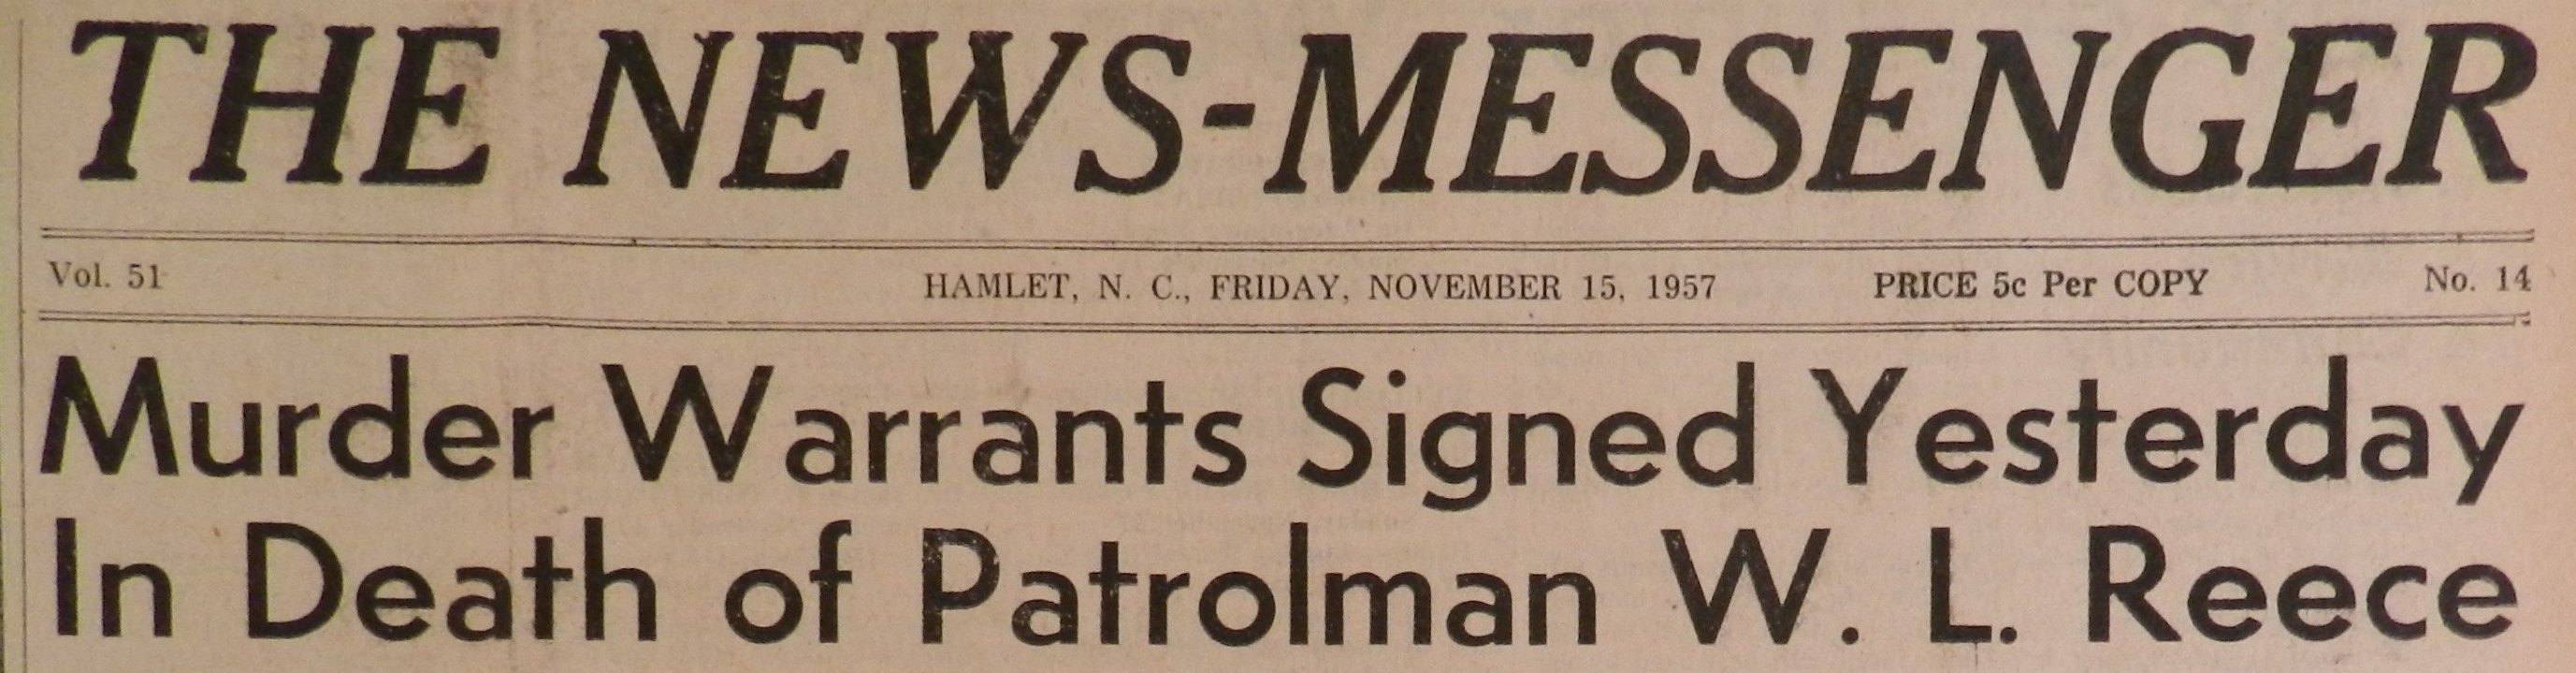 THE NEWS-MESSENGER
Vol. 51 HAMLET, N. C., FRIDAY, NOVEMBER 15, 1957 PRICE 5c Per COPY No. 14
Murder Warrants Signed Yesterday
In Death of Patrolman W. L. Reece